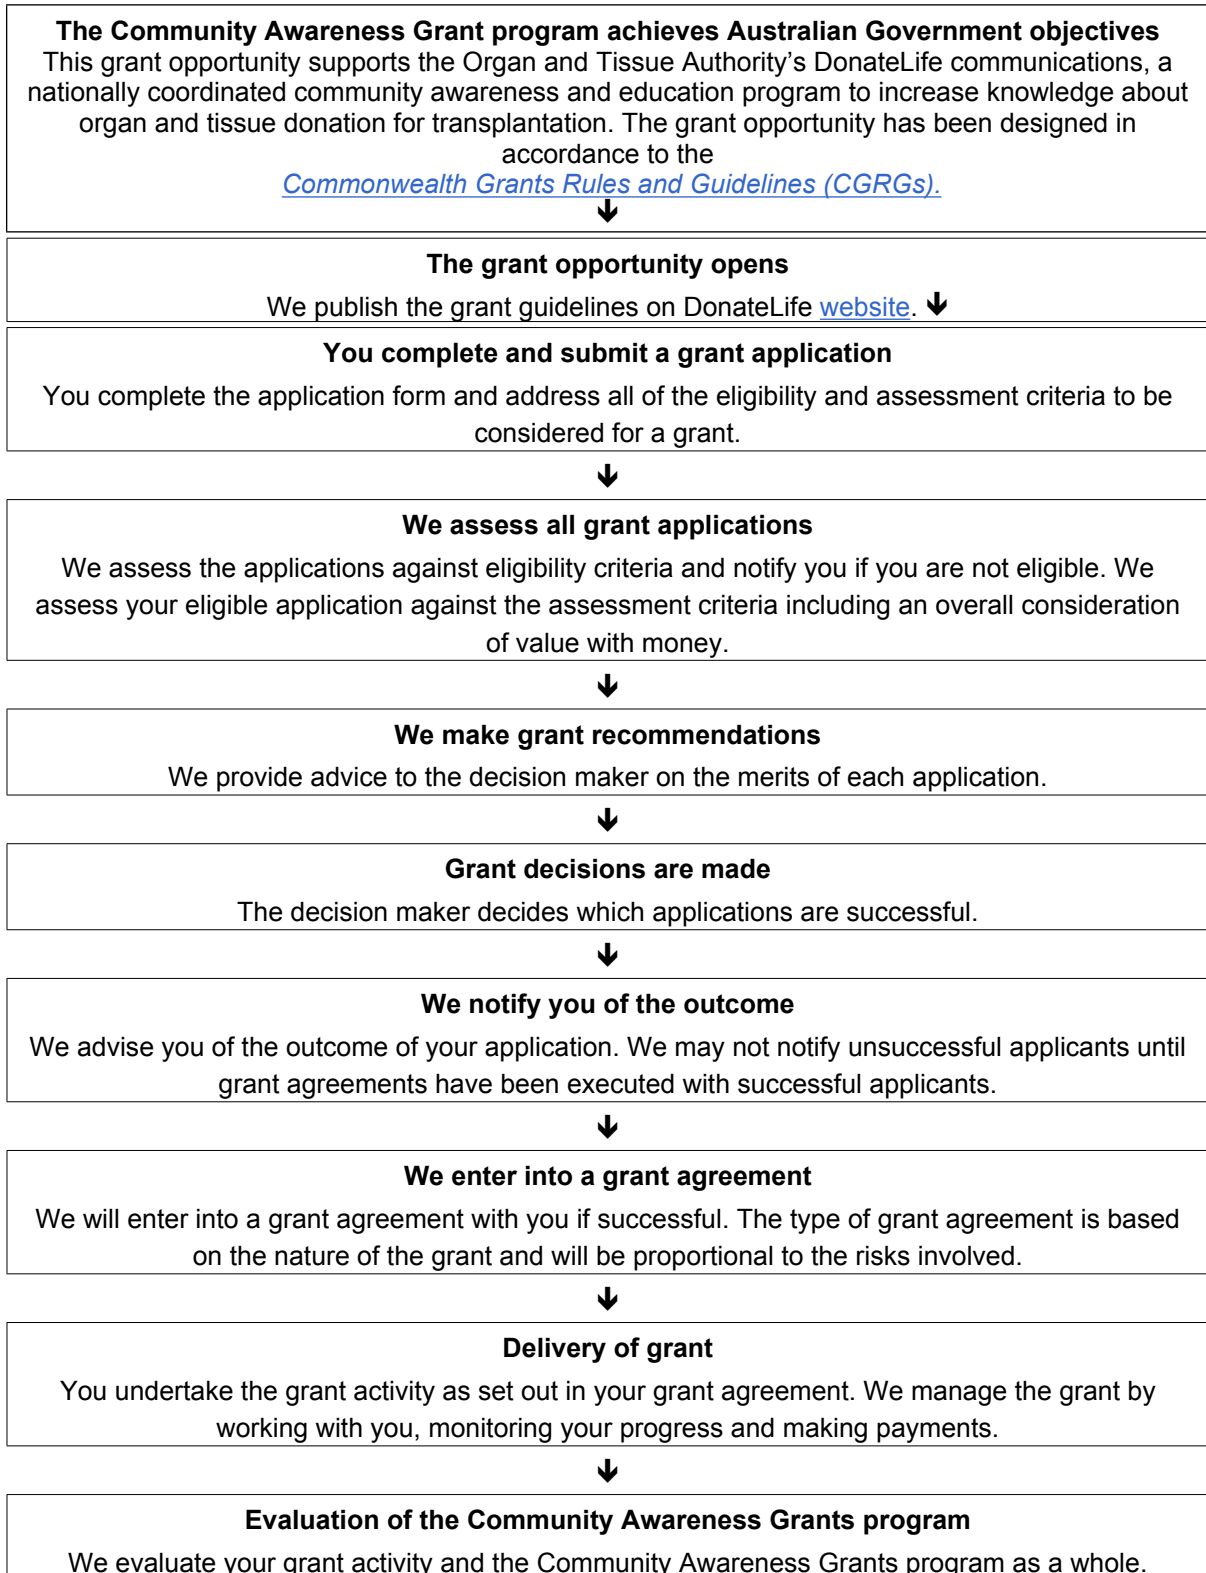 The Community Awareness Grant program achieves Australian Government objectives
This grant opportunity supports the Organ and Tissue Authority's DonateLife communications, a
nationally coordinated community awareness and education program to increase knowledge about
organ and tissue donation for transplantation. The grant opportunity has been designed in
accordance to the
Commonwealth Grants Rules and Guidelines (CGRGs).
The grant opportunity opens
We publish the grant guidelines on DonateLife website.
You complete and submit a grant application
You complete the application form and address all of the eligibility and assessment criteria to be
considered for a grant.
We assess all grant applications
We assess the applications against eligibility criteria and notify you if you are not eligible. We
assess your eligible application against the assessment criteria including an overall consideration
of value with money.
We make grant recommendations
We provide advice to the decision maker on the merits of each application.
Grant decisions are made
The decision maker decides which applications are successful.
We notify you of the outcome
We advise you of the outcome of your application. We may not notify unsuccessful applicants until
grant agreements have been executed with successful applicants.
We enter into a grant agreement
We will enter into a grant agreement with you if successful. The type of grant agreement is based
on the nature of the grant and will be proportional to the risks involved.
Delivery of grant
You undertake the grant activity as set out in your grant agreement. We manage the grant by
working with you, monitoring your progress and making payments.
Evaluation of the Community Awareness Grants program
We evaluate your grant activity and the Community Awareness Grants program as a whole.